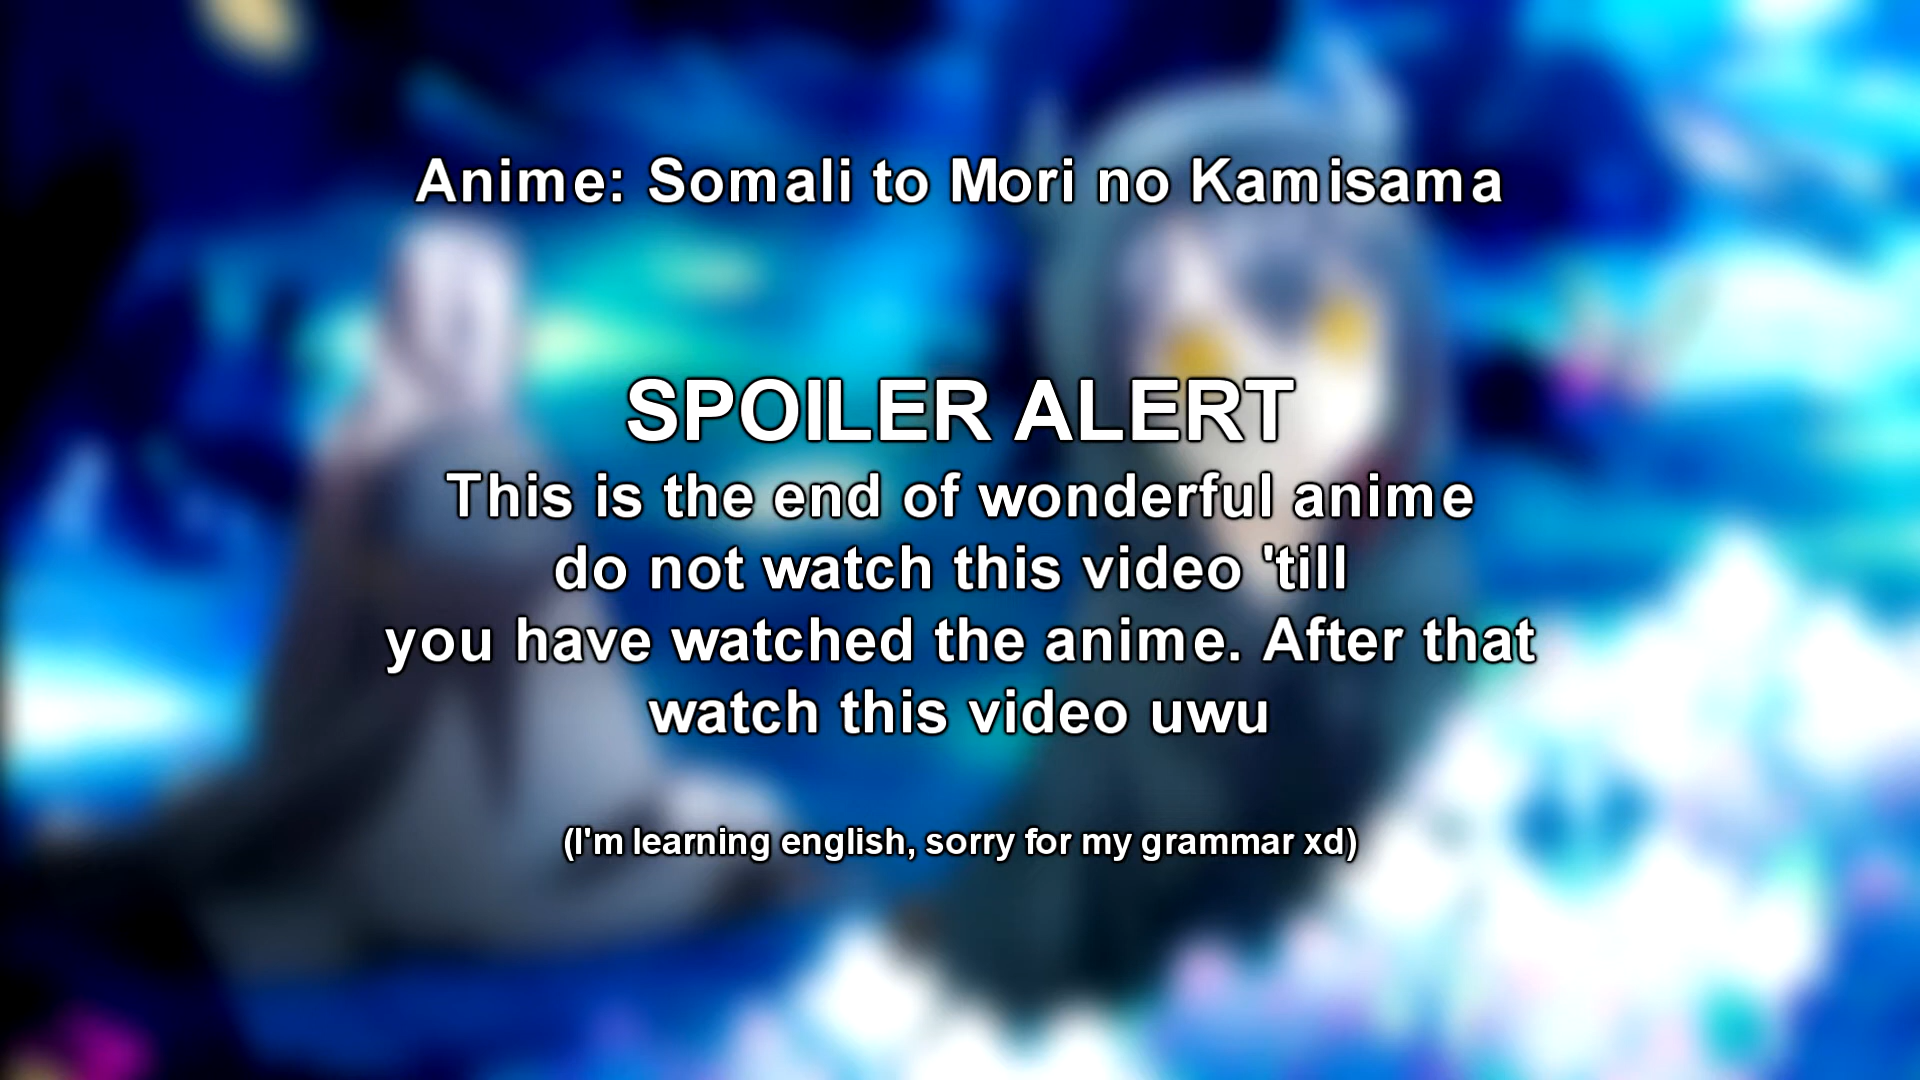 Anime: Somali to Mori no Kamisama
SPOILER ALERT
This is the end of wonderful anime
do not watch this video 'till
you have watched the anime. After that
watch this video uwu
(I'm learning english, sorry for my grammar xd)